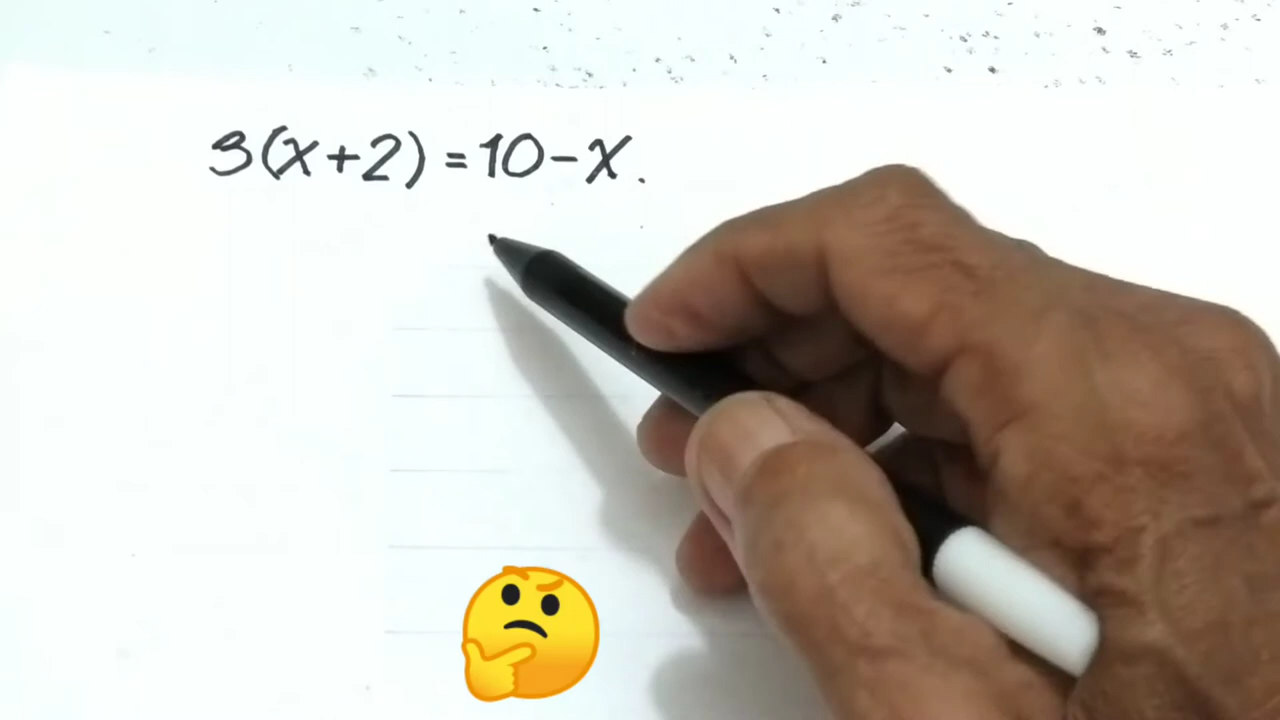 3(x+2) = 10-x.